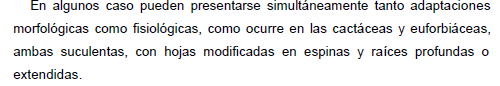 En algunos caso pueden presentarse simultáneamente tanto adaptaciones
morfológicas como fisiológicas, como ocurre en las cactáceas y euforbiáceas,
ambas suculentas, con hojas modificadas en espinas y raíces profundas o
extendidas.